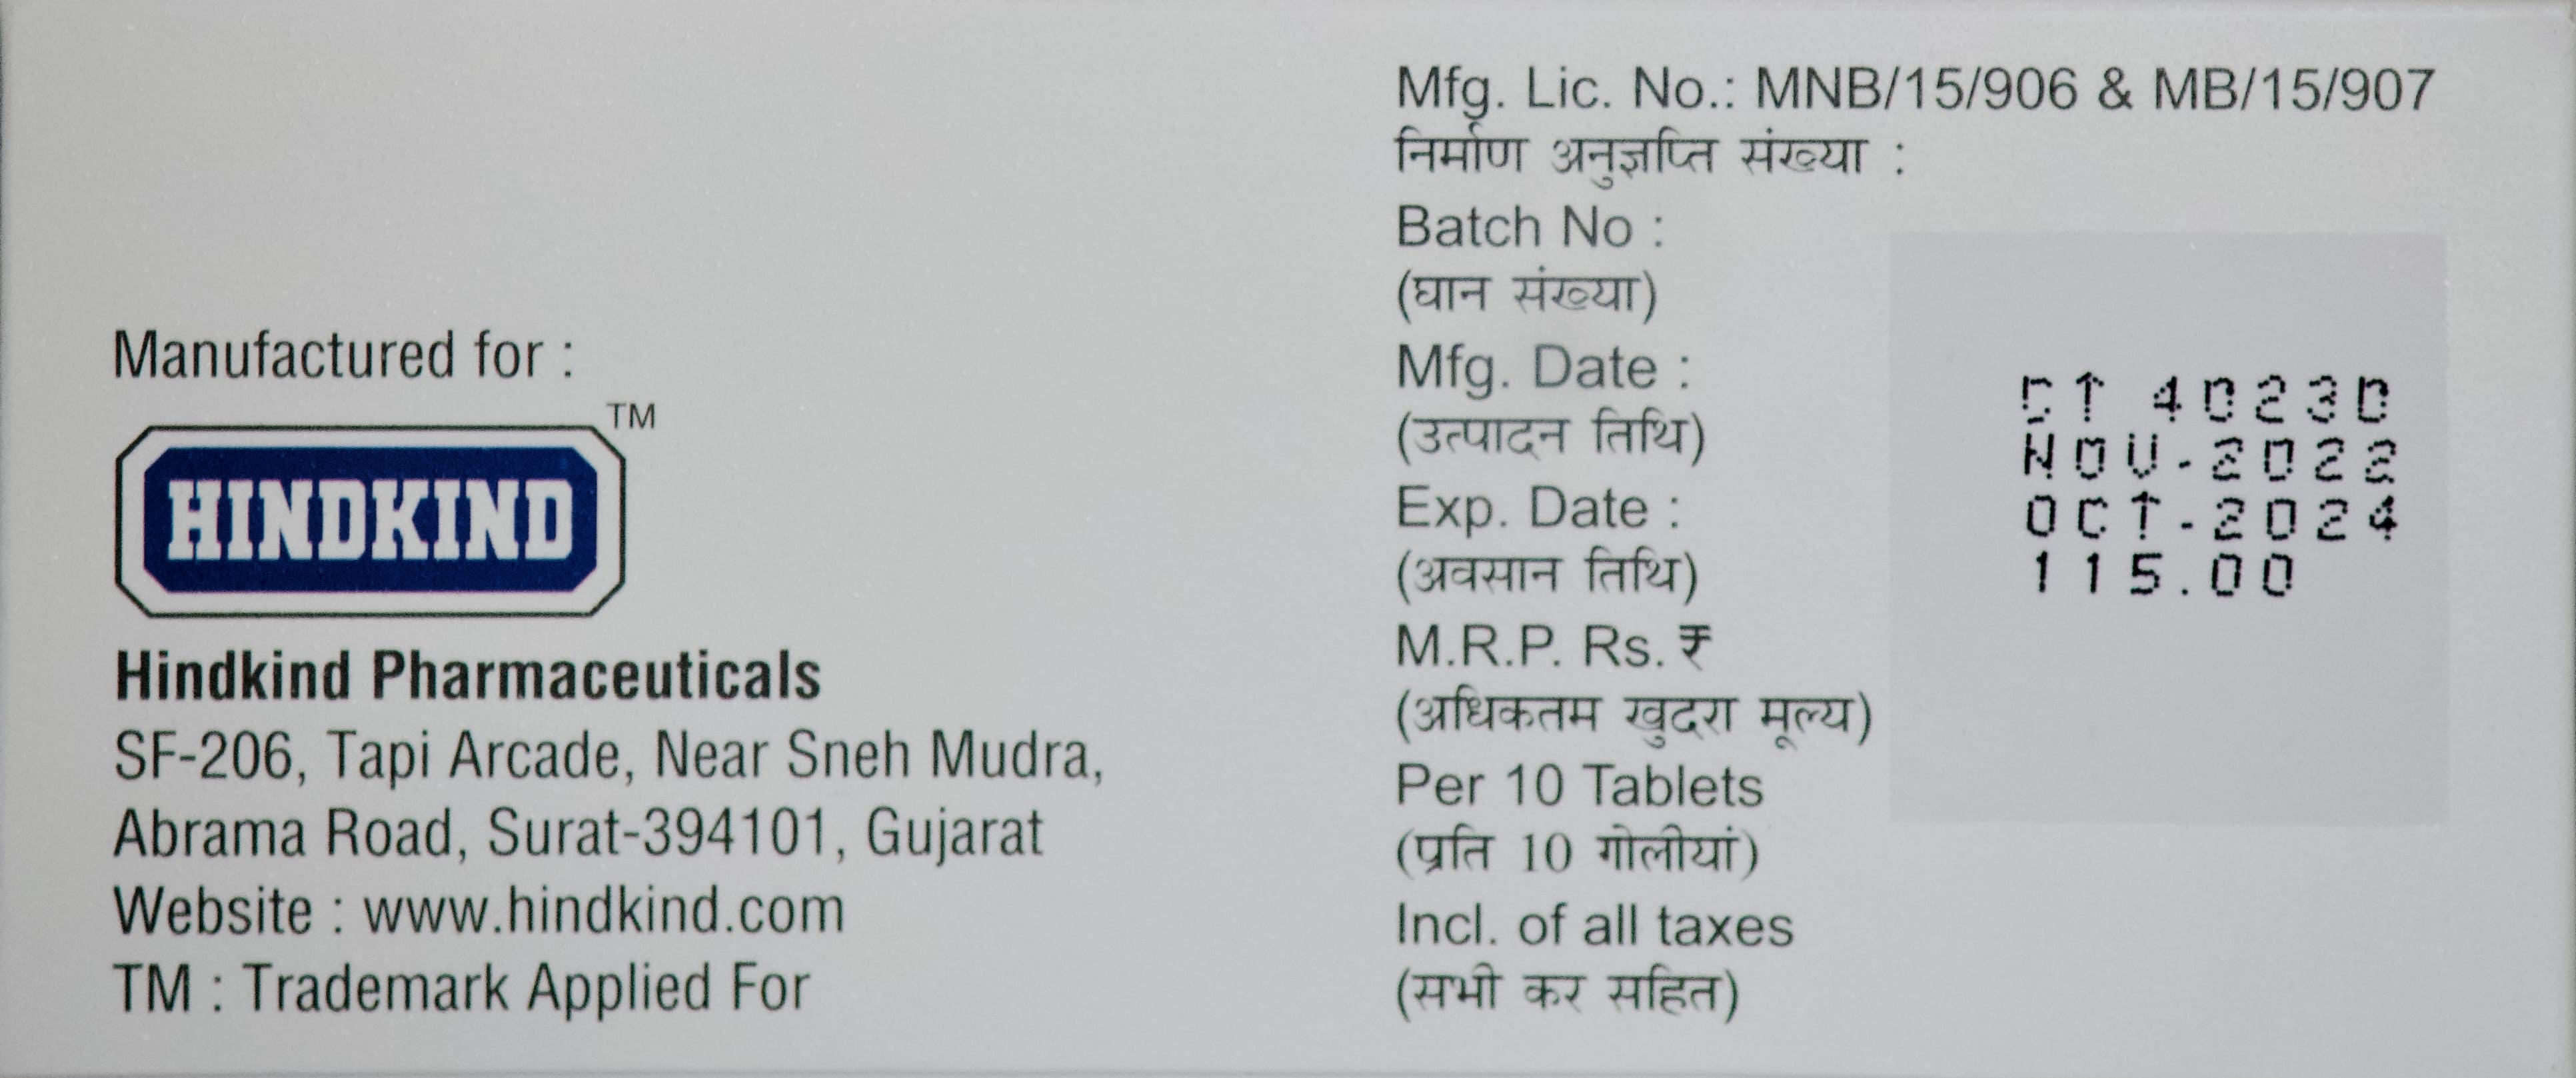 Manufactured for :
HINDKIND TM
Hindkind Pharmaceuticals
SF-206, Tapi Arcade, Near Sneh Mudra,
Abrama Road, Surat-394101, Gujarat
Website : www.hindkind.com
TM : Trademark Applied For
Mfg. Lic. No.: MNB/15/906 & MB/15/907
निर्माण अनुज्ञप्ति संख्या :
Batch No :
(घान संख्या)
Mfg. Date :
(उत्पादन तिथि)
Exp. Date :
(अवसान तिथि)
M.R.P. Rs. ₹
(अधिकतम खुदरा मूल्य)
Per 10 Tablets
(प्रति 10 गोलीयां)
Incl. of all taxes
(सभी कर सहित)
NOV-2022
OCT-2024
115.00